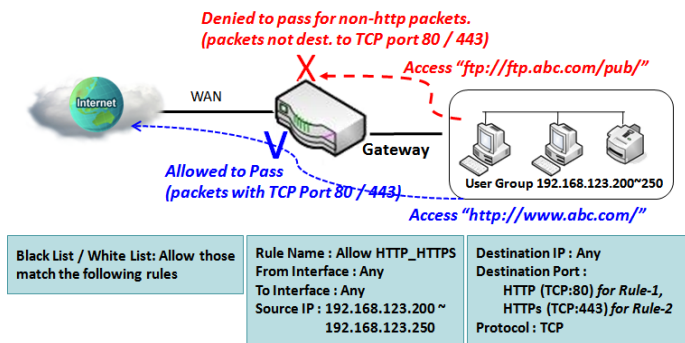 Denied to pass for non-http packets.
(packets not dest. to TCP port 80 / 443)
X
Access “ftp://ftp.abc.com/pub/”
Internet
WAN
Gateway
V
Allowed to Pass
(packets with TCP Port 80 / 443)
User Group 192.168.123.200~250
Access “http://www.abc.com/”
Black List / White List: Allow those
match the following rules
Rule Name : Allow HTTP_HTTPS
From Interface : Any
To Interface : Any
Source IP : 192.168.123.200 ~
192.168.123.250
Destination IP : Any
Destination Port :
HTTP (TCP:80) for Rule-1,
HTTPs (TCP:443) for Rule-2
Protocol : TCP